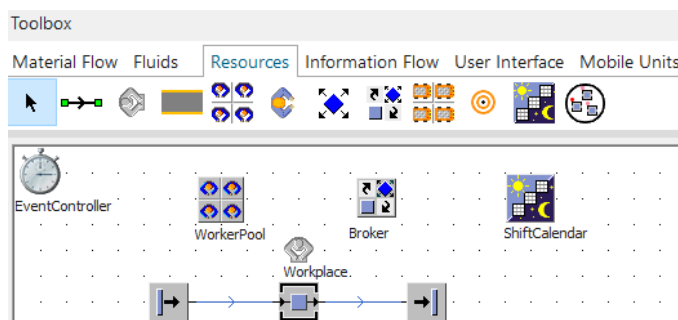 Toolbox
Material Flow Fluids Resources Information Flow User Interface Mobile Units
EventController
WorkerPool
Broker
ShiftCalendar
Workplace